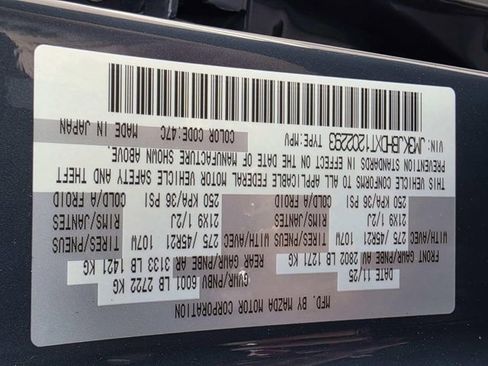 MFD. BY MAZDA MOTOR CORPORATION
DATE 11/25 GVWR/PNBV 6001 LB 2722 KG
FRONT GAWR/PNBE AV 2802 LB 1271 KG REAR GAWR/PNBE AR 3133 LB 1421 KG
WITH/AVEC 275 /45R21 107W TIRES/PNEUS WITH/AVEC 275 /45R21 107W TIRES/PNEUS
21X9 1/2J RIMS/JANTES 21X9 1/2J RIMS/JANTES
250 KPA/36 PSI COLD/A FROID 250 KPA/36 PSI COLD/A FROID
THIS VEHICLE CONFORMS TO ALL APPLICABLE FEDERAL MOTOR VEHICLE SAFETY AND THEFT
PREVENTION STANDARDS IN EFFECT ON THE DATE OF MANUFACTURE SHOWN ABOVE.
VIN: JM3KJBHDXT1202293 TYPE:MPV COLOR CODE:47C MADE IN JAPAN